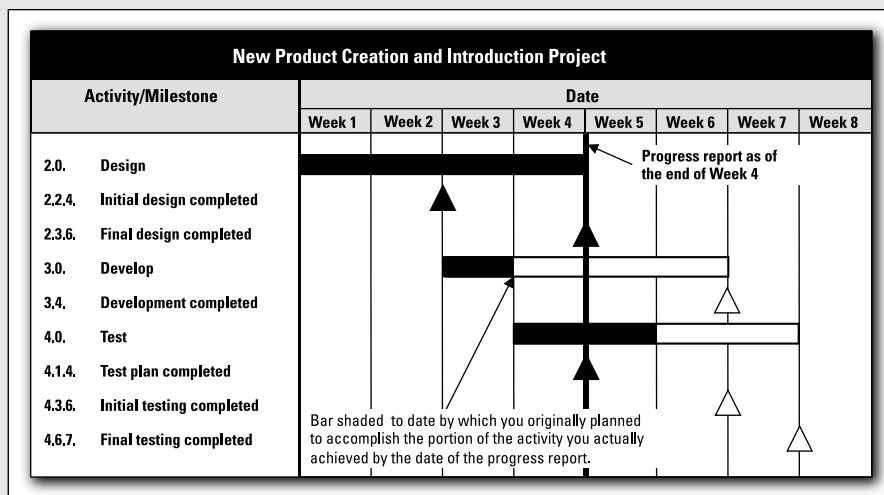 New Product Creation and Introduction Project
Activity/Milestone
Date
Week 1 Week 2 Week 3 Week 4 Week 5 Week 6 Week 7 Week 8
Progress report as of
the end of Week 4
2.0. Design
2.2.4. Initial design completed
2.3.6. Final design completed
3.0. Develop
3.4. Development completed
4.0. Test
4.1.4. Test plan completed
4.3.6. Initial testing completed
4.6.7. Final testing completed
Bar shaded to date by which you originally planned
to accomplish the portion of the activity you actually
achieved by the date of the progress report.